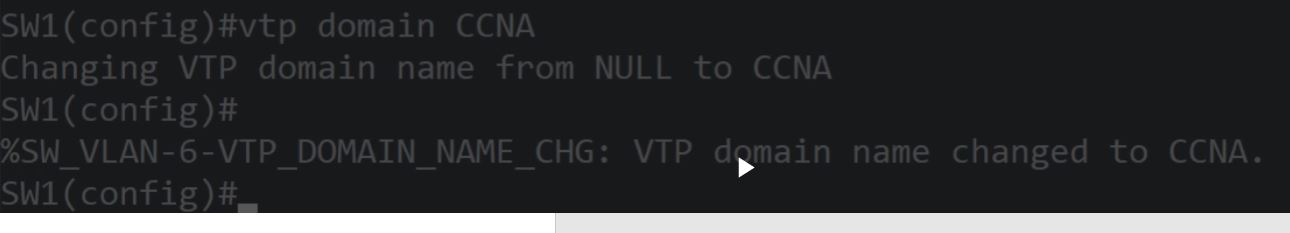 SW1(config)#vtp domain CCNA
Changing VTP domain name from NULL to CCNA
SW1(config)#
%SW_VLAN-6-VTP_DOMAIN_NAME_CHG: VTP domain name changed to CCNA.
SW1(config)#